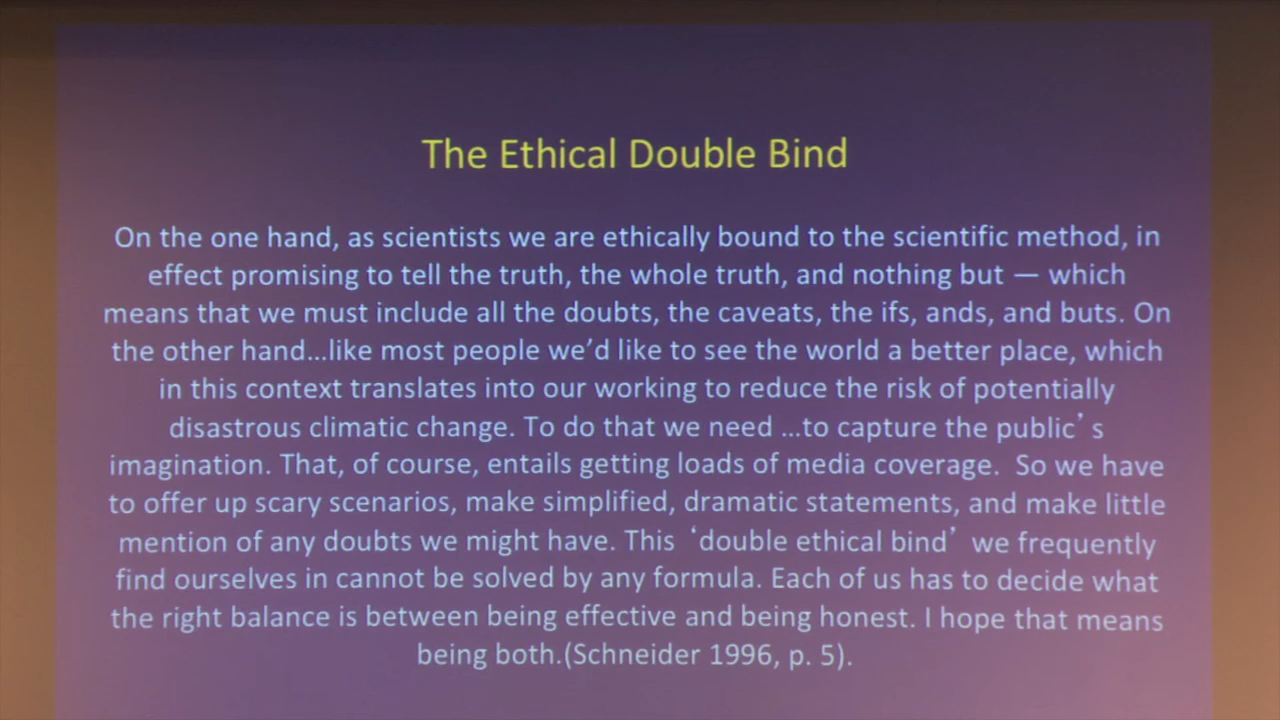 The Ethical Double Bind
On the one hand, as scientists we are ethically bound to the scientific method, in
effect promising to tell the truth, the whole truth, and nothing but — which
means that we must include all the doubts, the caveats, the ifs, ands, and buts. On
the other hand…like most people we’d like to see the world a better place, which
in this context translates into our working to reduce the risk of potentially
disastrous climatic change. To do that we need …to capture the public’ s
imagination. That, of course, entails getting loads of media coverage.  So we have
to offer up scary scenarios, make simplified, dramatic statements, and make little
mention of any doubts we might have. This ‘double ethical bind’ we frequently
find ourselves in cannot be solved by any formula. Each of us has to decide what
the right balance is between being effective and being honest. I hope that means
being both.(Schneider 1996, p. 5).